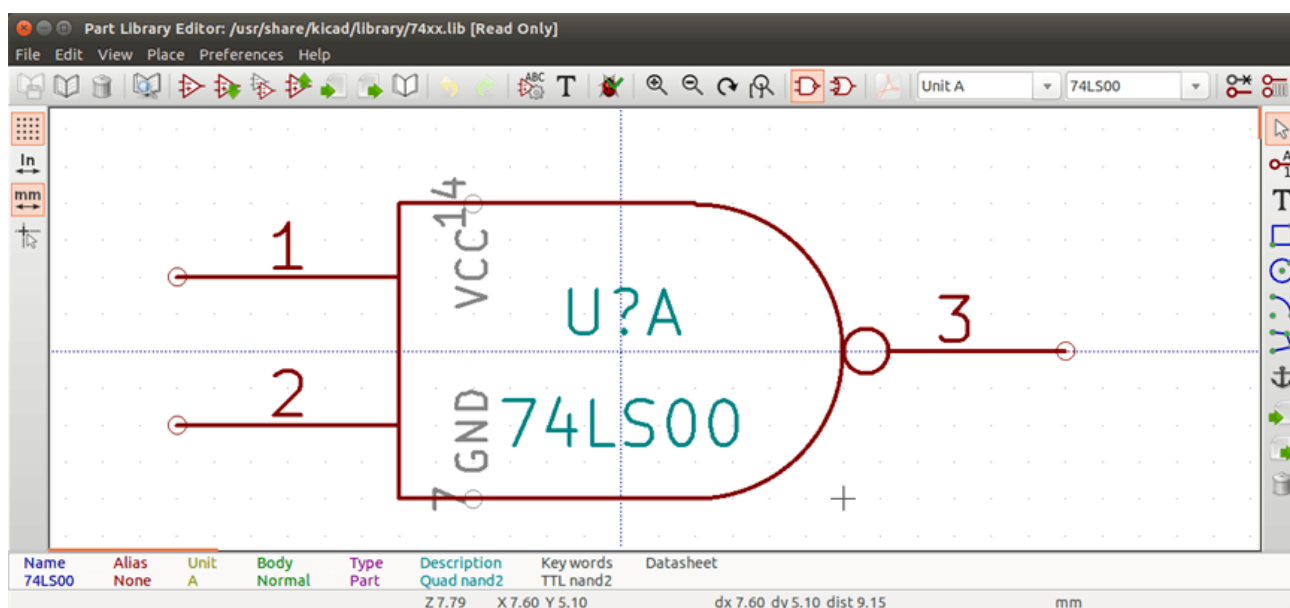 Part Library Editor: /usr/share/kicad/library/74xx.lib [Read Only]
File Edit View Place Preferences Help
ABC T Unit A 74LS00
In
mm
A
1
T
14
VCC
1
U?A
3
2
GND
74LS00
7
Name Alias Unit Body Type Description Key words Datasheet
74LS00 None A Normal Part Quad nand2 TTL nand2
Z 7.79 X 7.60 Y 5.10 dx 7.60 dy 5.10 dist 9.15 mm